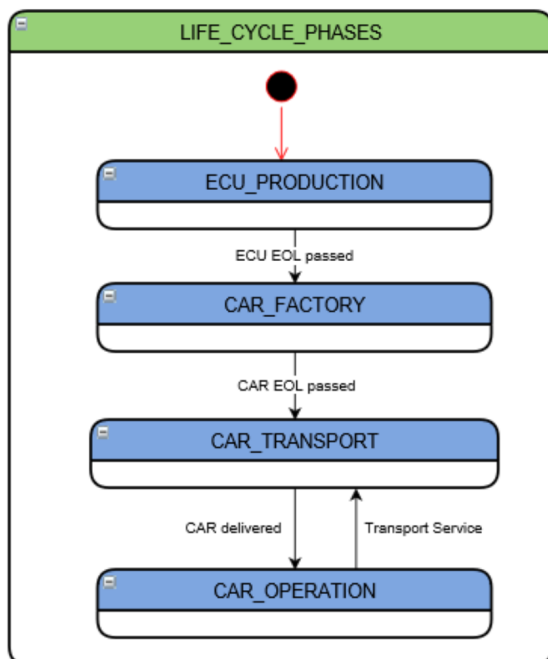 LIFE_CYCLE_PHASES
ECU_PRODUCTION
ECU EOL passed
CAR_FACTORY
CAR EOL passed
CAR_TRANSPORT
CAR delivered
Transport Service
CAR_OPERATION